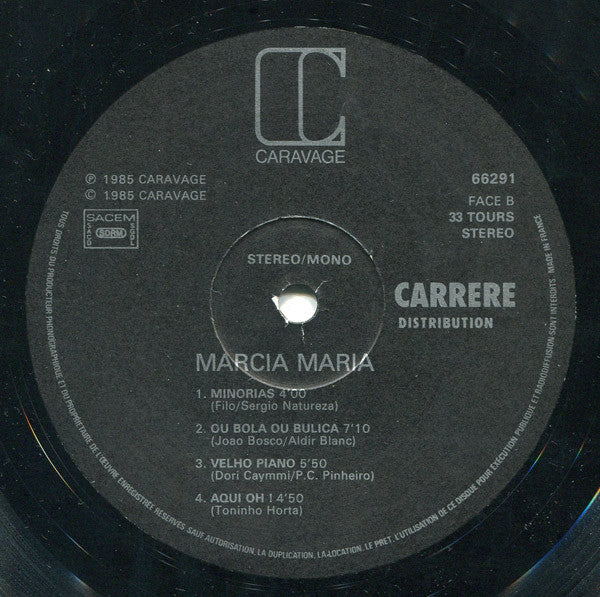 CARAVAGE
℗ 1985 CARAVAGE
© 1985 CARAVAGE
SACEM
SACD
SDRM
SGDL
66291
FACE B
33 TOURS
STEREO
STEREO/MONO
CARRERE
DISTRIBUTION
MARCIA MARIA
1. MINORIAS 4'00
(Filo/Sergio Natureza)
2. OU BOLA OU BULICA 7'10
(Joao Bosco/Aldir Blanc)
3. VELHO PIANO 5'50
(Dori Caymmi/P.C. Pinheiro)
4. AQUI OH ! 4'50
(Toninho Horta)
TOUS DROITS DU PRODUCTEUR PHONOGRAPHIQUE ET DU PROPRIETAIRE DE L'ŒUVRE ENREGISTREE RESERVES. SAUF AUTORISATION, LA DUPLICATION, LA LOCATION, LE PRET, L'UTILISATION DE CE DISQUE POUR EXECUTION PUBLIQUE ET RADIODIFFUSION SONT INTERDITS. MADE IN FRANCE